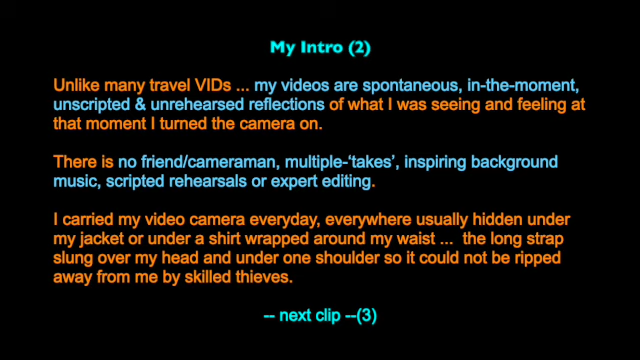 My Intro (2)
Unlike many travel VIDs ... my videos are spontaneous, in-the-moment,
unscripted & unrehearsed reflections of what I was seeing and feeling at
that moment I turned the camera on.
There is no friend/cameraman, multiple-‘takes’, inspiring background
music, scripted rehearsals or expert editing.
I carried my video camera everyday, everywhere usually hidden under
my jacket or under a shirt wrapped around my waist ... the long strap
slung over my head and under one shoulder so it could not be ripped
away from me by skilled thieves.
-- next clip --(3)